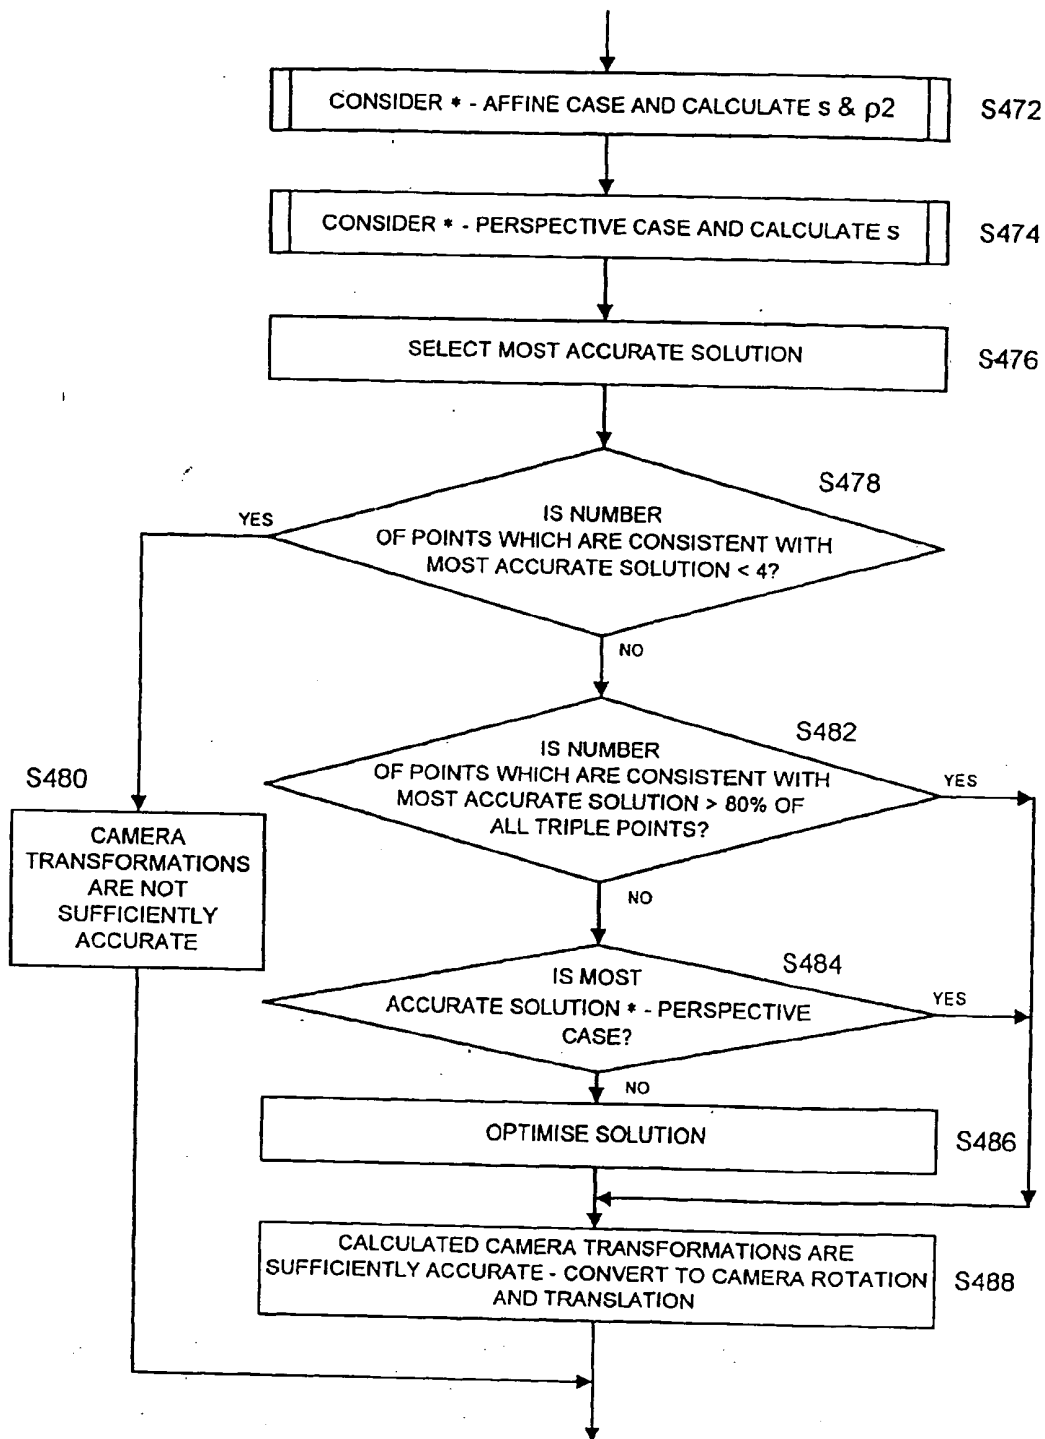 CONSIDER * - AFFINE CASE AND CALCULATE s & ρ2
S472
CONSIDER * - PERSPECTIVE CASE AND CALCULATE s
S474
SELECT MOST ACCURATE SOLUTION
S476
S478
YES
IS NUMBER
OF POINTS WHICH ARE CONSISTENT WITH
MOST ACCURATE SOLUTION < 4?
NO
S482
IS NUMBER
OF POINTS WHICH ARE CONSISTENT WITH
MOST ACCURATE SOLUTION > 80% OF
ALL TRIPLE POINTS?
YES
S480
CAMERA
TRANSFORMATIONS
ARE NOT
SUFFICIENTLY
ACCURATE
NO
S484
IS MOST
ACCURATE SOLUTION * - PERSPECTIVE
CASE?
YES
NO
OPTIMISE SOLUTION
S486
CALCULATED CAMERA TRANSFORMATIONS ARE
SUFFICIENTLY ACCURATE - CONVERT TO CAMERA ROTATION
AND TRANSLATION
S488